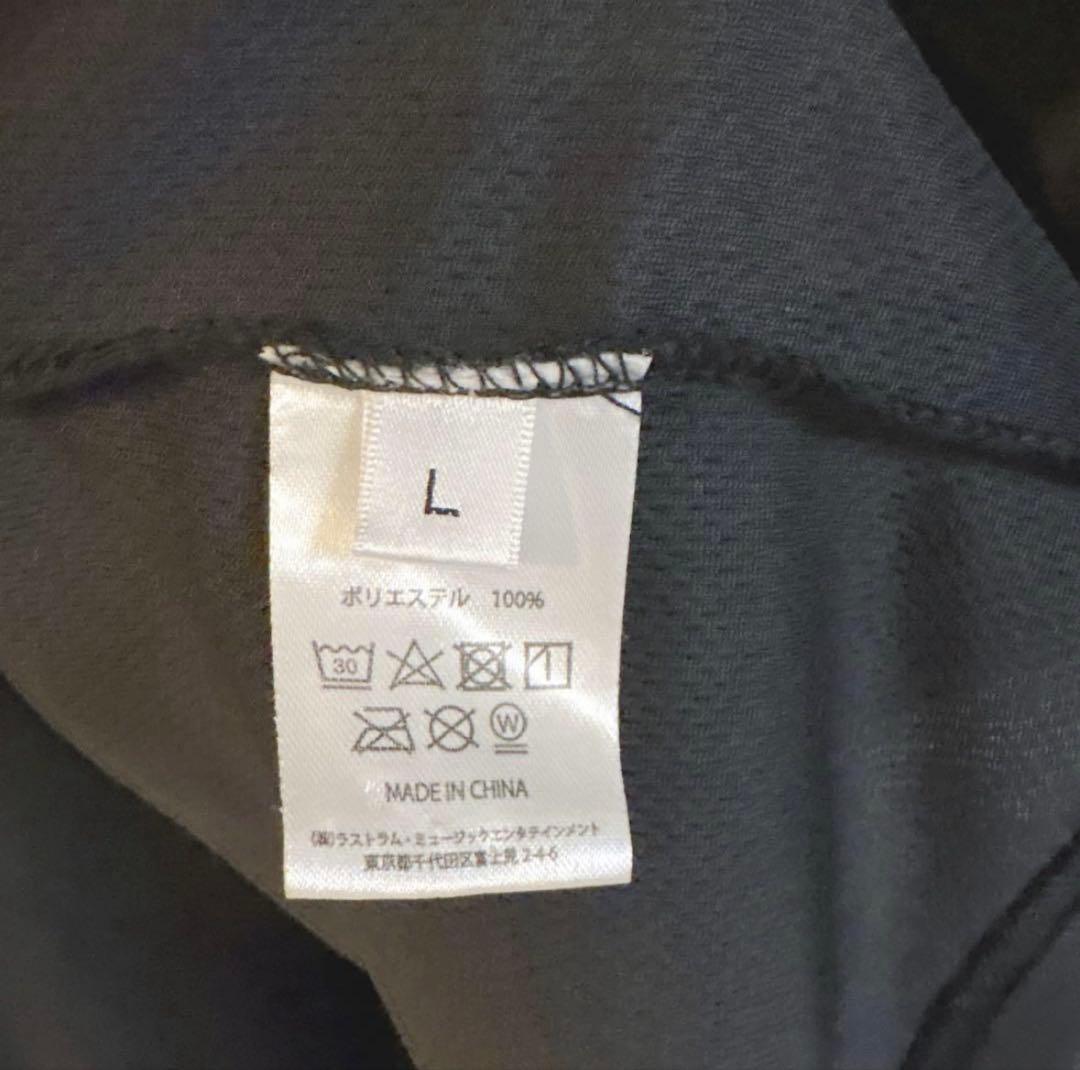 L
ポリエステル 100%
30
W
MADE IN CHINA
(株)ラストラム・ミュージックエンタテインメント
東京都千代田区富士見 2-4-6